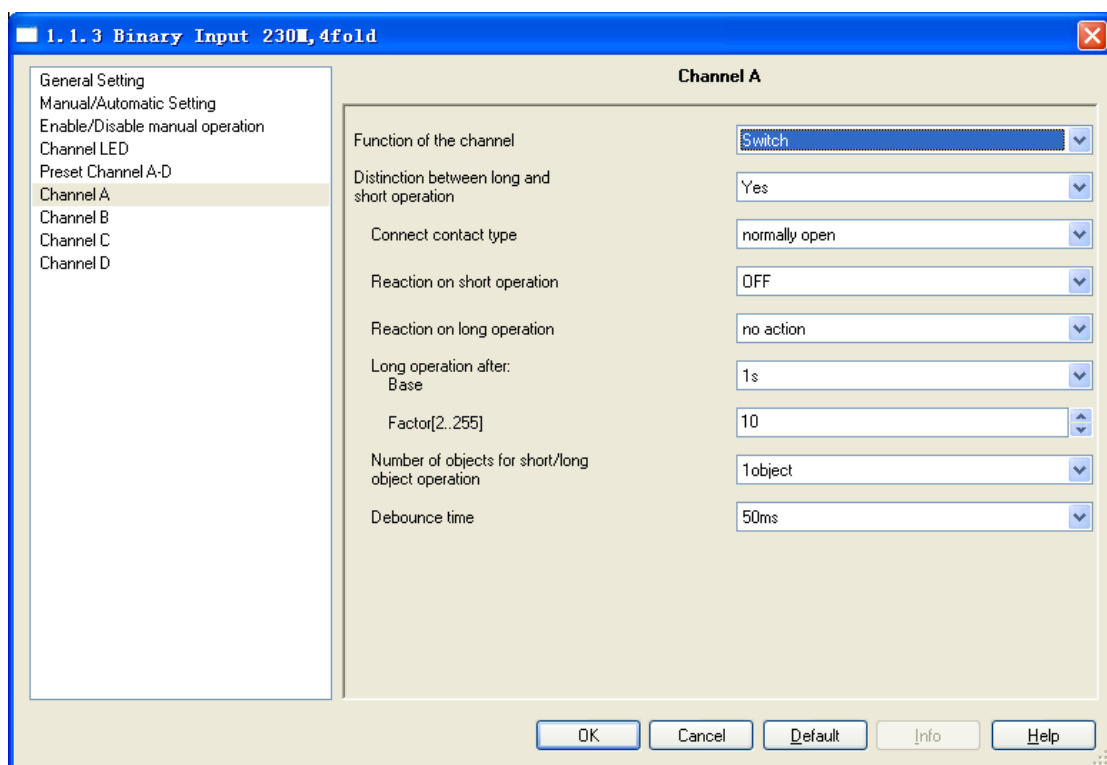 1.1.3 Binary Input 230M,4fold
General Setting
Manual/Automatic Setting
Enable/Disable manual operation
Channel LED
Preset Channel A-D
Channel A
Channel B
Channel C
Channel D
Channel A
Function of the channel
Switch
Distinction between long and
short operation
Yes
Connect contact type
normally open
Reaction on short operation
OFF
Reaction on long operation
no action
Long operation after:
Base
1s
Factor[2..255]
10
Number of objects for short/long
object operation
1object
Debounce time
50ms
OK
Cancel
Default
Info
Help